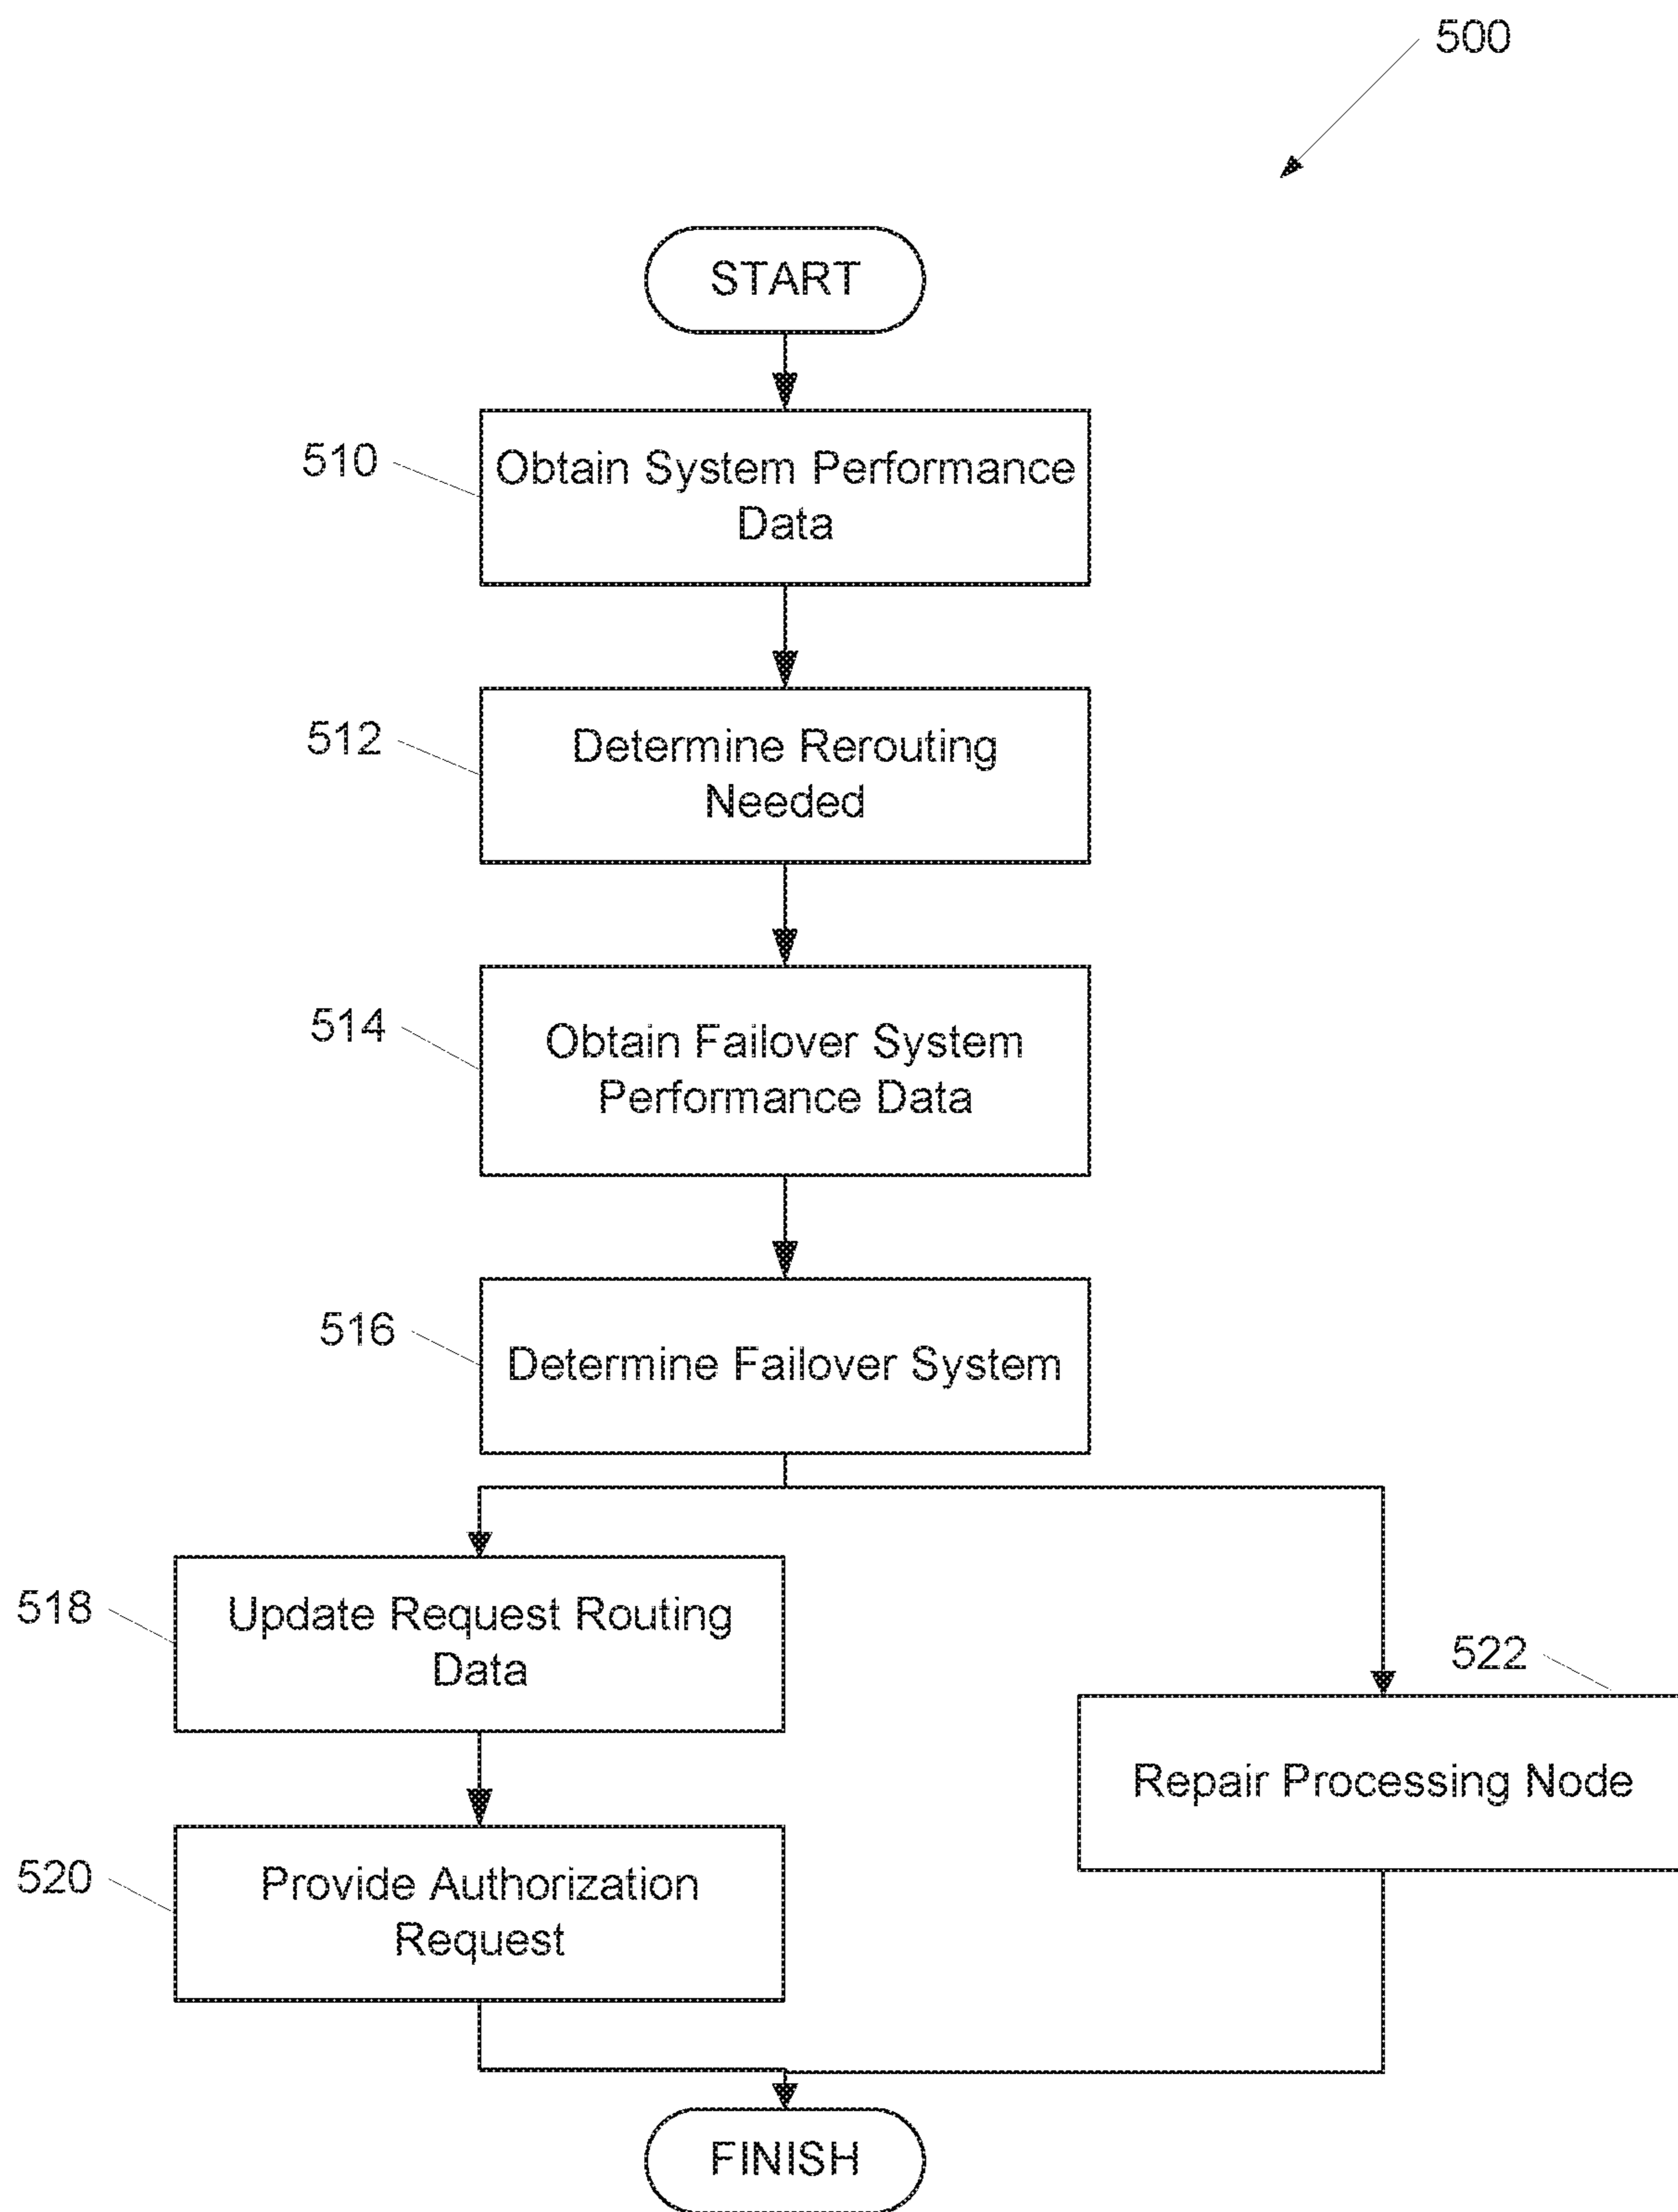 500
START
510
Obtain System Performance
Data
512
Determine Rerouting
Needed
514
Obtain Failover System
Performance Data
516
Determine Failover System
518
Update Request Routing
Data
522
Repair Processing Node
520
Provide Authorization
Request
FINISH